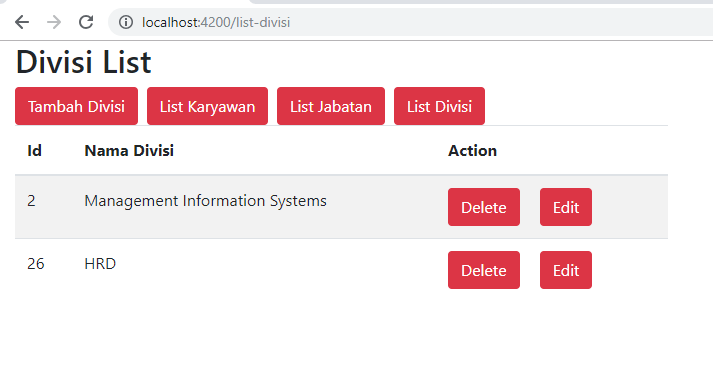 localhost:4200/list-divisi
Divisi List
Tambah Divisi List Karyawan List Jabatan List Divisi
Id Nama Divisi Action
2 Management Information Systems Delete Edit
26 HRD Delete Edit